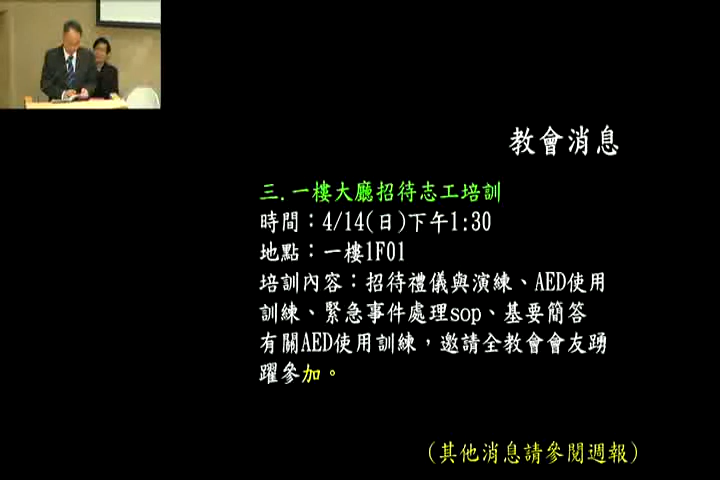 教會消息
三.一樓大廳招待志工培訓
時間：4/14(日)下午1:30
地點：一樓1F01
培訓內容：招待禮儀與演練、AED使用
訓練、緊急事件處理sop、基要簡答
有關AED使用訓練，邀請全教會會友踴
躍參加。
(其他消息請參閱週報)